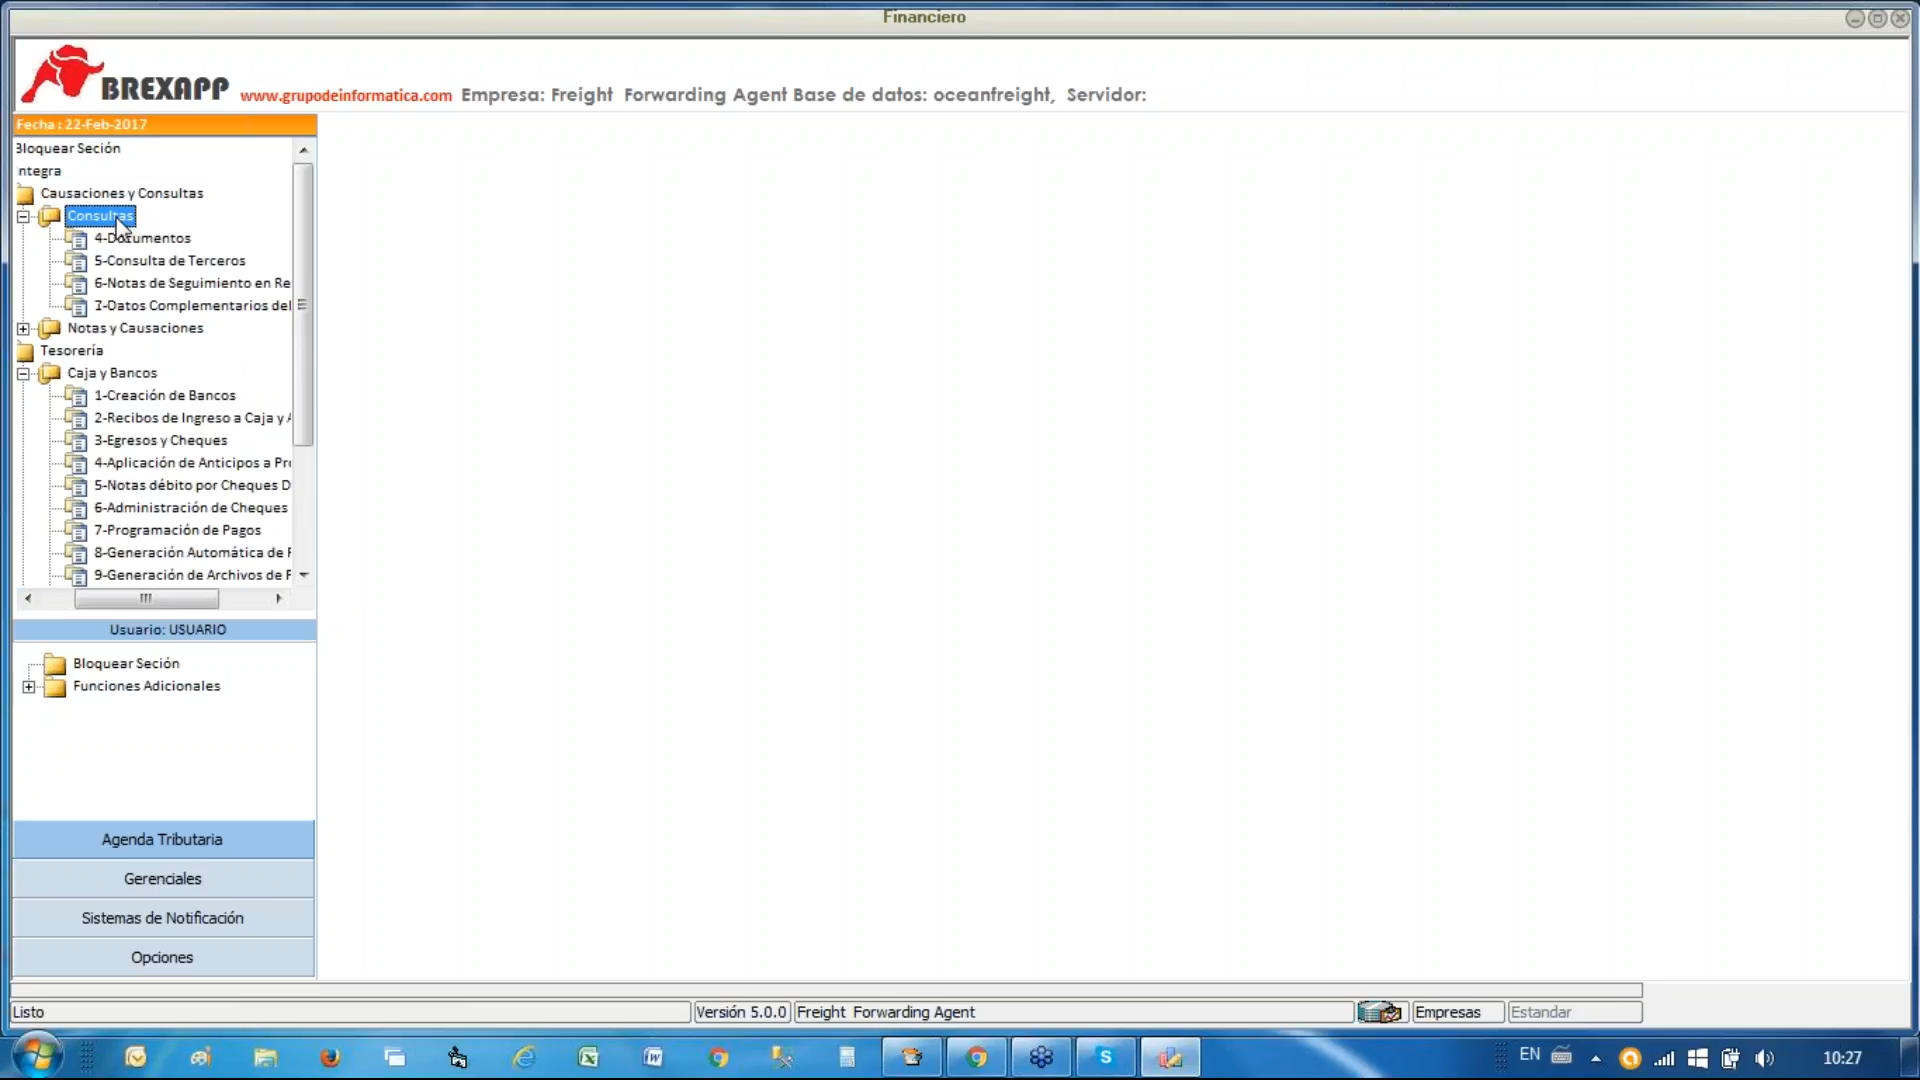 Financiero
BREXAPP www.grupodeinformatica.com Empresa: Freight Forwarding Agent Base de datos: oceanfreight, Servidor:
Fecha : 22-Feb-2017
Bloquear Seción
ntegra
Causaciones y Consultas
Consultas
4-Documentos
5-Consulta de Terceros
6-Notas de Seguimiento en Re
7-Datos Complementarios del
Notas y Causaciones
Tesorería
Caja y Bancos
1-Creación de Bancos
2-Recibos de Ingreso a Caja y A
3-Egresos y Cheques
4-Aplicación de Anticipos a Pro
5-Notas débito por Cheques D
6-Administración de Cheques
7-Programación de Pagos
8-Generación Automática de
9-Generación de Archivos de
Usuario: USUARIO
Bloquear Seción
Funciones Adicionales
Agenda Tributaria
Gerenciales
Sistemas de Notificación
Opciones
Listo
Versión 5.0.0
Freight Forwarding Agent
Empresas
Estandar
EN
10:27